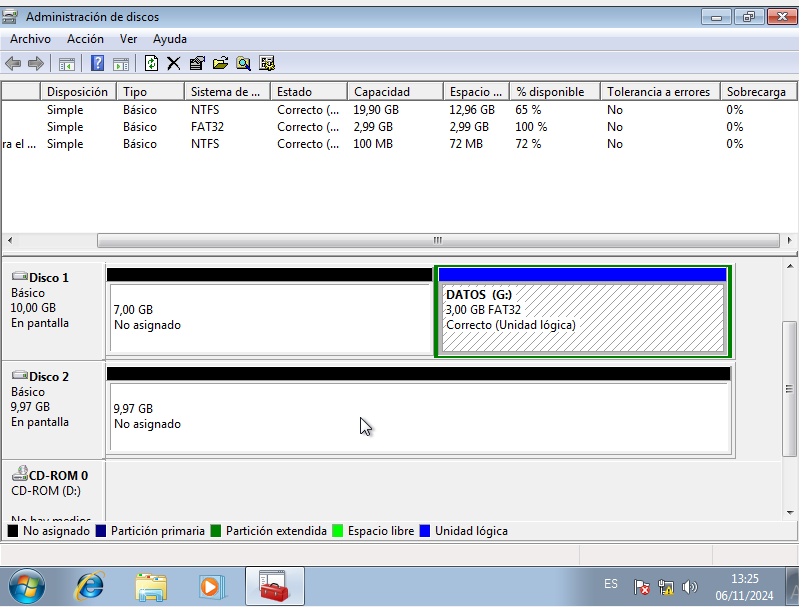 Administración de discos
Archivo Acción Ver Ayuda
Disposición Tipo Sistema de ... Estado Capacidad Espacio ... % disponible Tolerancia a errores Sobrecarga
Simple Básico NTFS Correcto (... 19,90 GB 12,96 GB 65 % No 0%
Simple Básico FAT32 Correcto (... 2,99 GB 2,99 GB 100 % No 0%
ra el ... Simple Básico NTFS Correcto (... 100 MB 72 MB 72 % No 0%
Disco 1
Básico
10,00 GB
En pantalla
7,00 GB
No asignado
DATOS (G:)
3,00 GB FAT32
Correcto (Unidad lógica)
Disco 2
Básico
9,97 GB
En pantalla
9,97 GB
No asignado
CD-ROM 0
CD-ROM (D:)
No hay medios
No asignado Partición primaria Partición extendida Espacio libre Unidad lógica
ES
13:25
06/11/2024